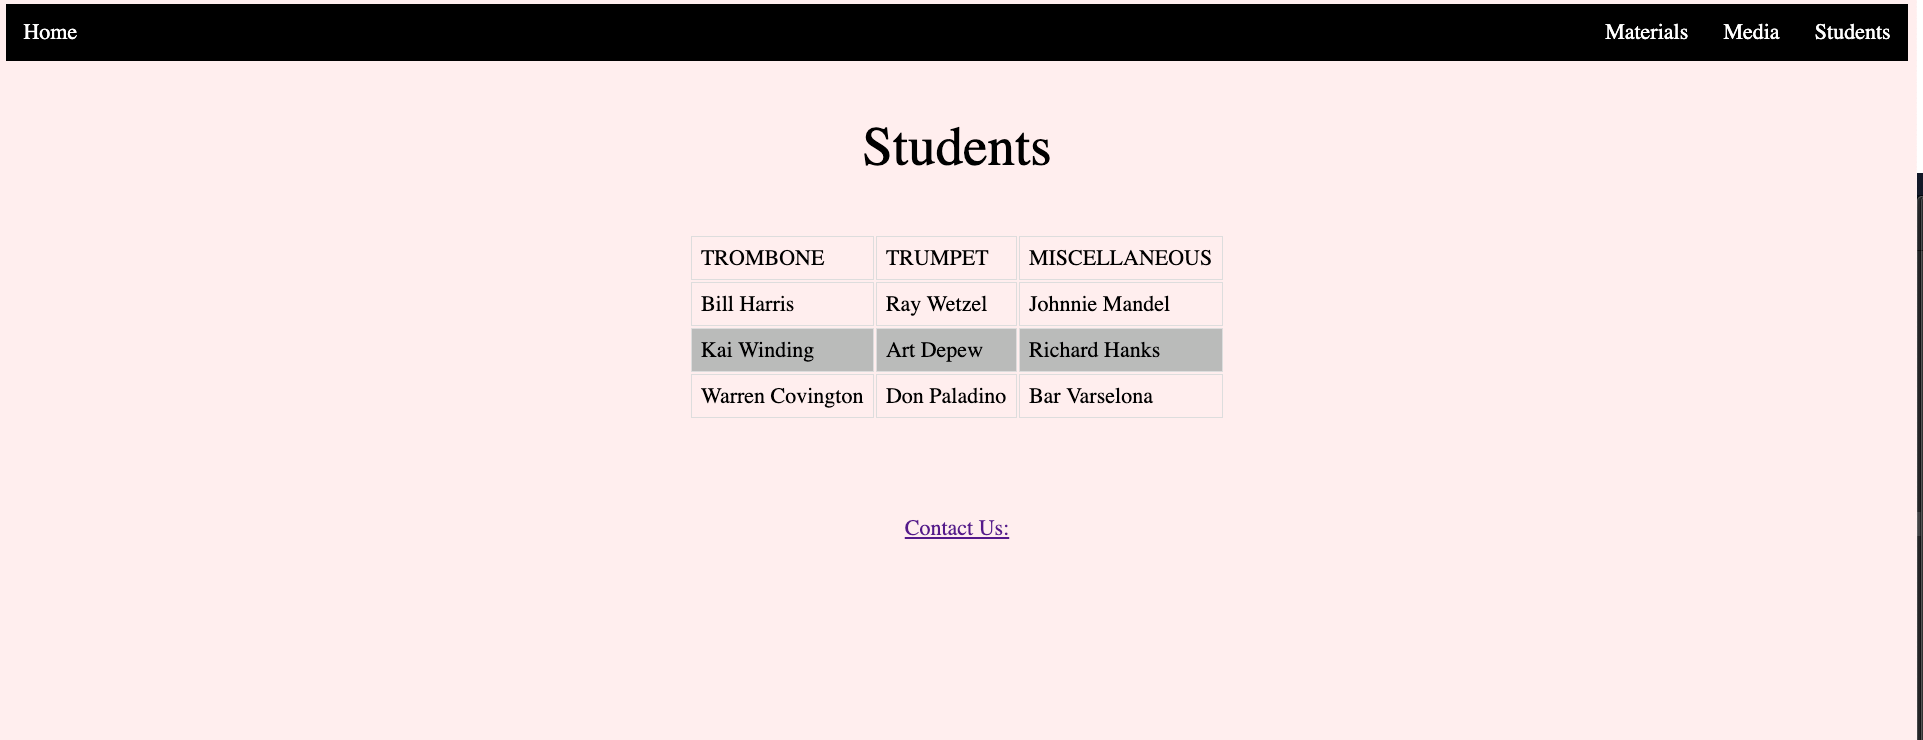 Home Materials Media Students
Students
TROMBONE TRUMPET MISCELLANEOUS
Bill Harris Ray Wetzel Johnnie Mandel
Kai Winding Art Depew Richard Hanks
Warren Covington Don Paladino Bar Varselona
Contact Us: